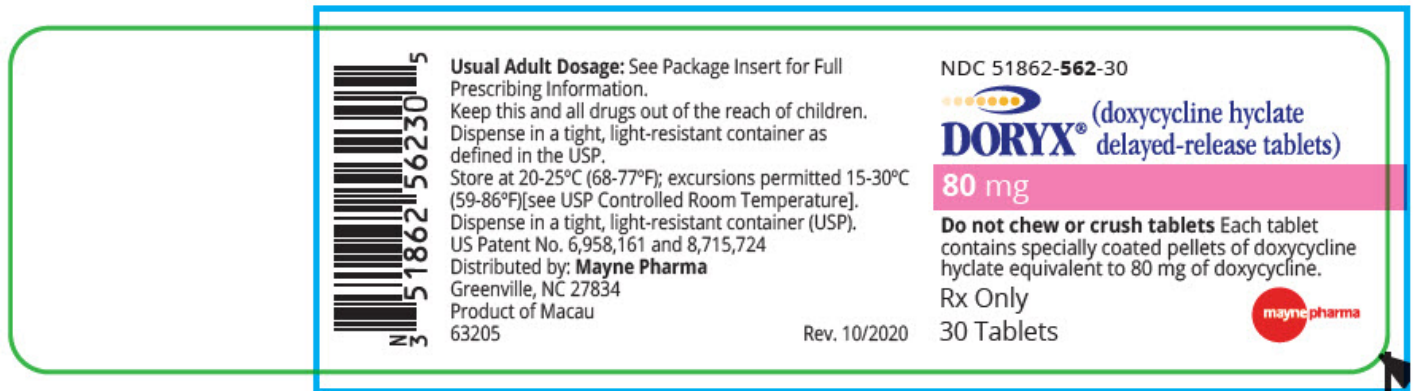 3 51862 56230 5
N
Usual Adult Dosage: See Package Insert for Full
Prescribing Information.
Keep this and all drugs out of the reach of children.
Dispense in a tight, light-resistant container as
defined in the USP.
Store at 20-25ºC (68-77ºF); excursions permitted 15-30ºC
(59-86ºF)[see USP Controlled Room Temperature].
Dispense in a tight, light-resistant container (USP).
US Patent No. 6,958,161 and 8,715,724
Distributed by: Mayne Pharma
Greenville, NC 27834
Product of Macau
63205 Rev. 10/2020
NDC 51862-562-30
DORYX® (doxycycline hyclate
delayed-release tablets)
80 mg
Do not chew or crush tablets Each tablet
contains specially coated pellets of doxycycline
hyclate equivalent to 80 mg of doxycycline.
Rx Only
30 Tablets
mayne pharma